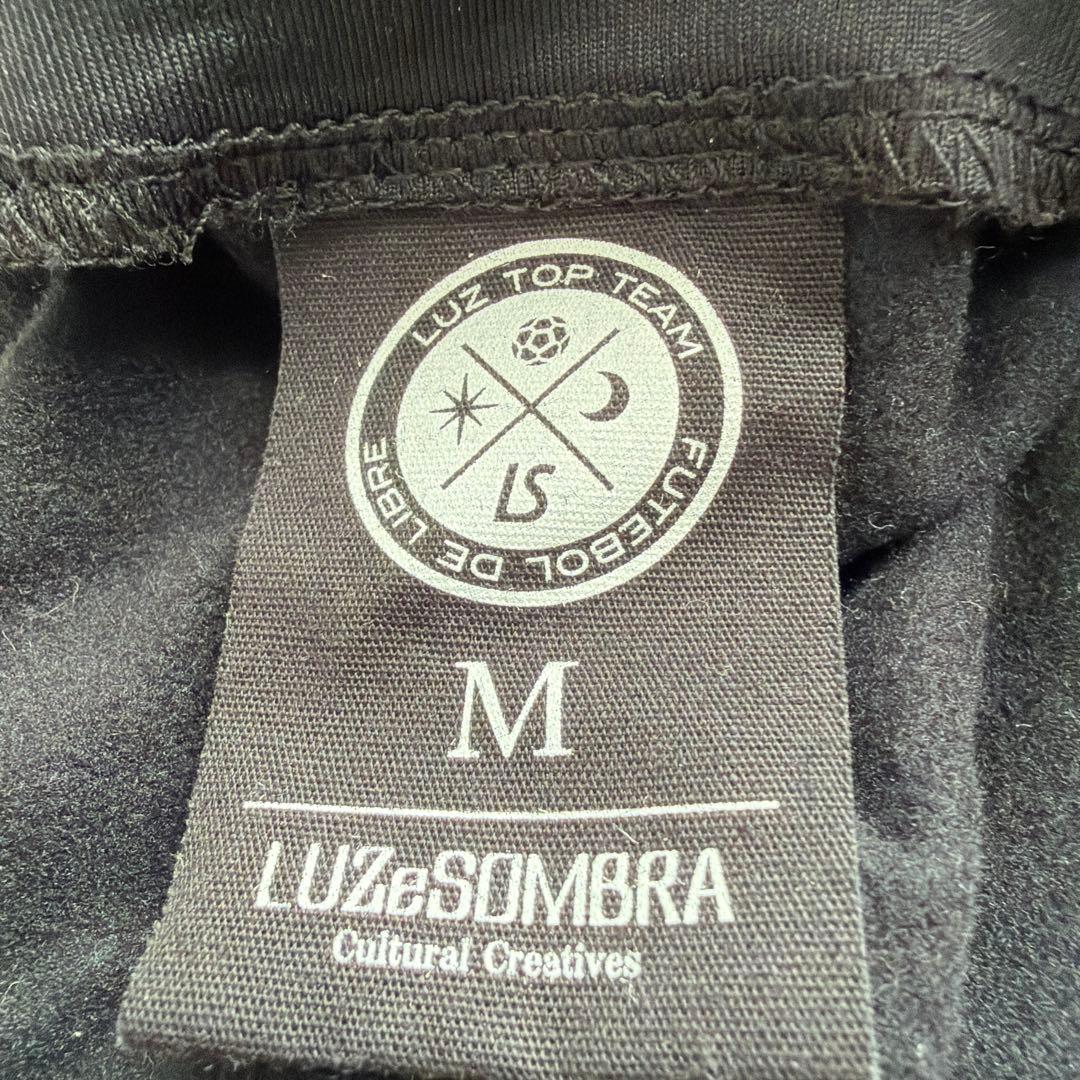 LUZ TOP TEAM
FUTEBOL DE LIBRE
LS
M
LUZeSOMBRA
Cultural Creatives